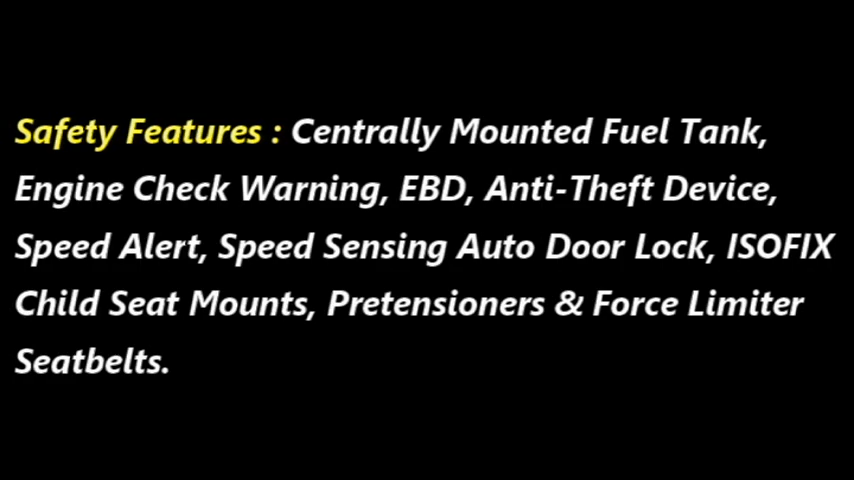 Safety Features : Centrally Mounted Fuel Tank,
Engine Check Warning, EBD, Anti-Theft Device,
Speed Alert, Speed Sensing Auto Door Lock, ISOFIX
Child Seat Mounts, Pretensioners & Force Limiter
Seatbelts.